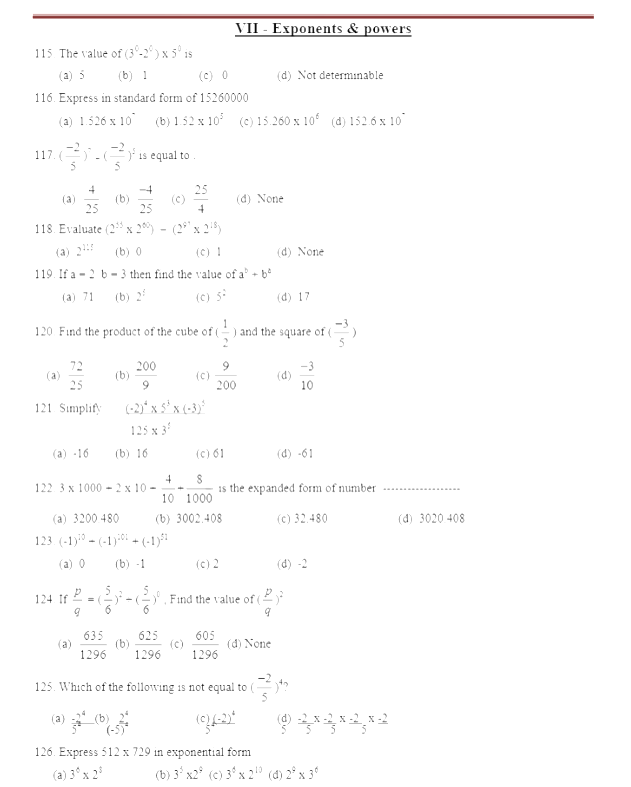 VII - Exponents & powers
115. The value of (3⁰-2⁰) x 5⁰ is
(a) 5 (b) 1 (c) 0 (d) Not determinable
116. Express in standard form of 15260000
(a) 1.526 x 10⁷ (b) 1.52 x 10⁵ (c) 15.260 x 10⁶ (d) 152.6 x 10⁷
117. (-2/5)⁷ ÷ (-2/5)⁵ is equal to .
(a) 4/25 (b) -4/25 (c) 25/4 (d) None
118. Evaluate (2⁵⁵ x 2⁶⁰) – (2⁹⁷ x 2¹⁸)
(a) 2¹¹⁵ (b) 0 (c) 1 (d) None
119. If a = 2 b = 3 then find the value of aᵇ + bᵃ
(a) 71 (b) 2⁵ (c) 5² (d) 17
120. Find the product of the cube of (1/2) and the square of (-3/5)
(a) 72/25 (b) 200/9 (c) 9/200 (d) -3/10
121. Simplify (-2)⁴ x 5³ x (-3)⁵
125 x 3⁵
(a) -16 (b) 16 (c) 61 (d) -61
122. 3 x 1000 + 2 x 10 + 4/10 + 8/1000 is the expanded form of number -------------------
(a) 3200.480 (b) 3002.408 (c) 32.480 (d) 3020.408
123. (-1)¹⁰ + (-1)¹⁰¹ + (-1)⁵¹
(a) 0 (b) -1 (c) 2 (d) -2
124. If p/q = (5/6)² ÷ (5/6)⁰ , Find the value of (p/q)²
(a) 635/1296 (b) 625/1296 (c) 605/1296 (d) None
125. Which of the following is not equal to (-2/5)⁴?
(a) -2⁴/5⁴ (b) 2⁴/(-5)⁴ (c) (-2)⁴/5⁴ (d) -2/5 x -2/5 x -2/5 x -2/5
126. Express 512 x 729 in exponential form
(a) 3⁶ x 2⁸ (b) 3⁵ x2⁹ (c) 3⁶ x 2¹⁰ (d) 2⁹ x 3⁶